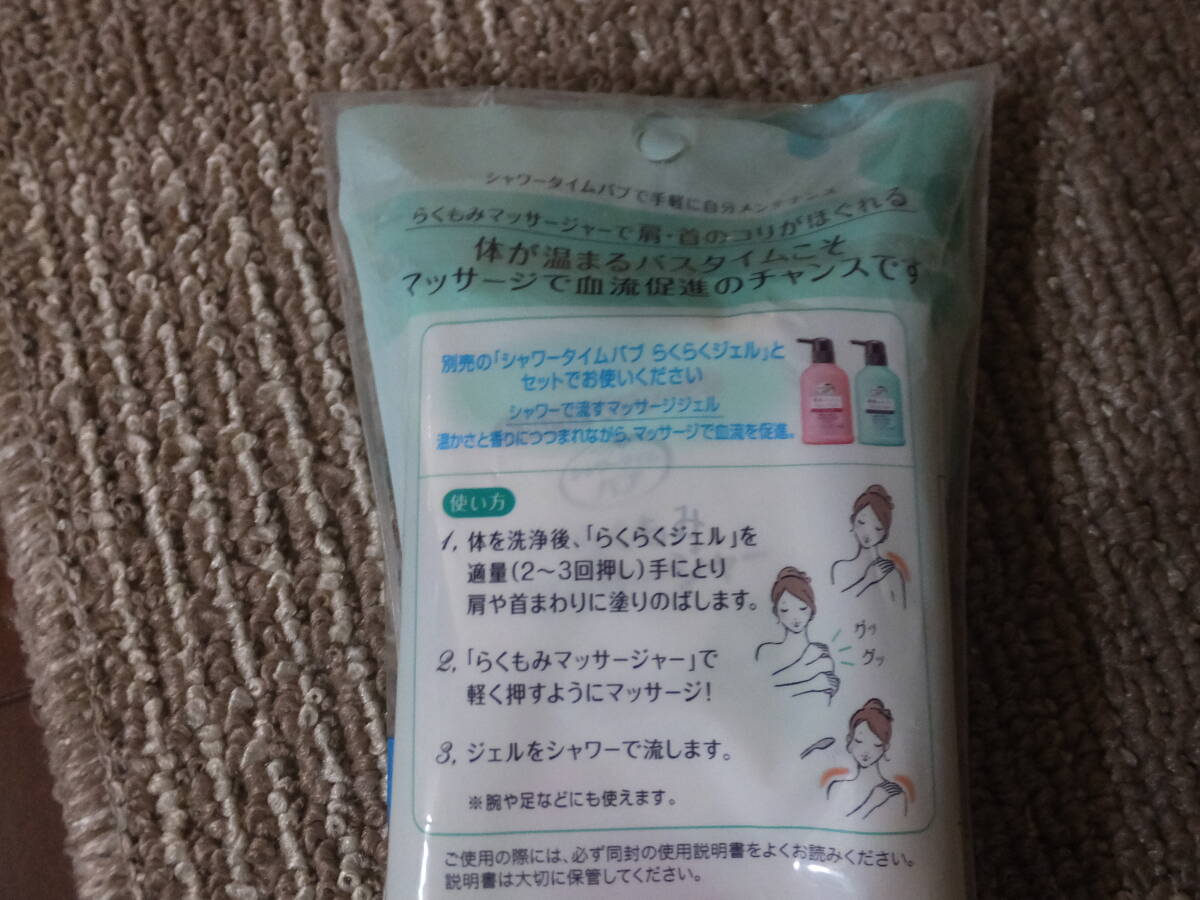 シャワータイムバブで手軽に自分メンテナンス
らくもみマッサージャーで肩・首のコリがほぐれる
体が温まるバスタイムこそ
マッサージで血流促進のチャンスです
別売の「シャワータイムバブ らくらくジェル」と
セットでお使いください
シャワーで流すマッサージジェル
温かさと香りにつつまれながら、マッサージで血流を促進。
使い方
1. 体を洗浄後、「らくらくジェル」を
適量(2〜3回押し)手にとり
肩や首まわりに塗りのばします。
グッ
グッ
2.「らくもみマッサージャー」で
軽く押すようにマッサージ!
3. ジェルをシャワーで流します。
※腕や足などにも使えます。
ご使用の際には、必ず同封の使用説明書をよくお読みください。
説明書は大切に保管してください。